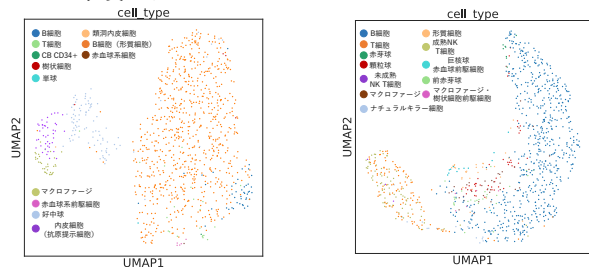 cell_type
B細胞
T細胞
CB CD34+
樹状細胞
単球
類洞内皮細胞
B細胞（形質細胞）
赤血球系細胞
マクロファージ
赤血球系前駆細胞
好中球
内皮細胞
（抗原提示細胞）
UMAP2
UMAP1
cell_type
B細胞
T細胞
赤芽球
顆粒球
未成熟
NK T細胞
マクロファージ
ナチュラルキラー細胞
形質細胞
成熟NK
T細胞
巨核球
赤血球前駆細胞
前赤芽球
マクロファージ・
樹状細胞前駆細胞
UMAP2
UMAP1